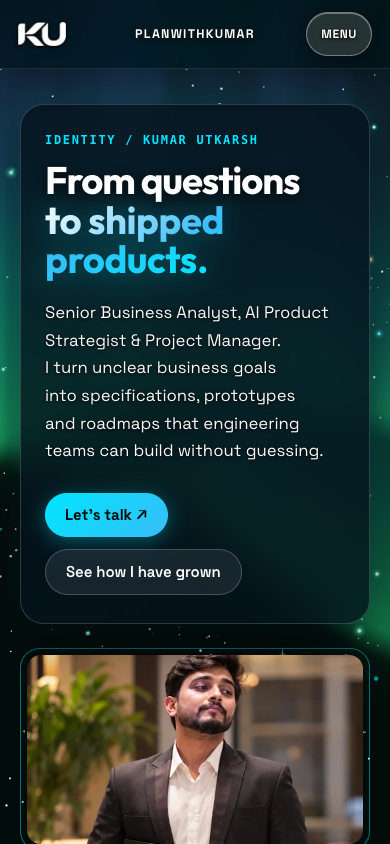 KU
PLANWITHKUMAR
MENU
IDENTITY / KUMAR UTKARSH
From questions
to shipped
products.
Senior Business Analyst, AI Product
Strategist & Project Manager.
I turn unclear business goals
into specifications, prototypes
and roadmaps that engineering
teams can build without guessing.
Let's talk ↗
See how I have grown